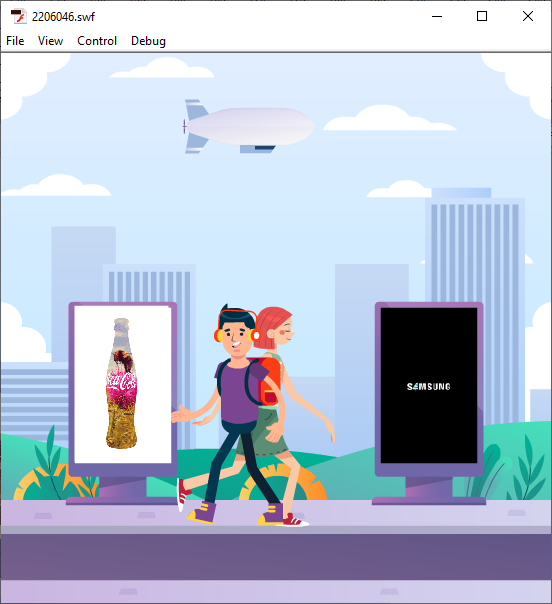 2206046.swf
File View Control Debug
Coca-Cola
SAMSUNG